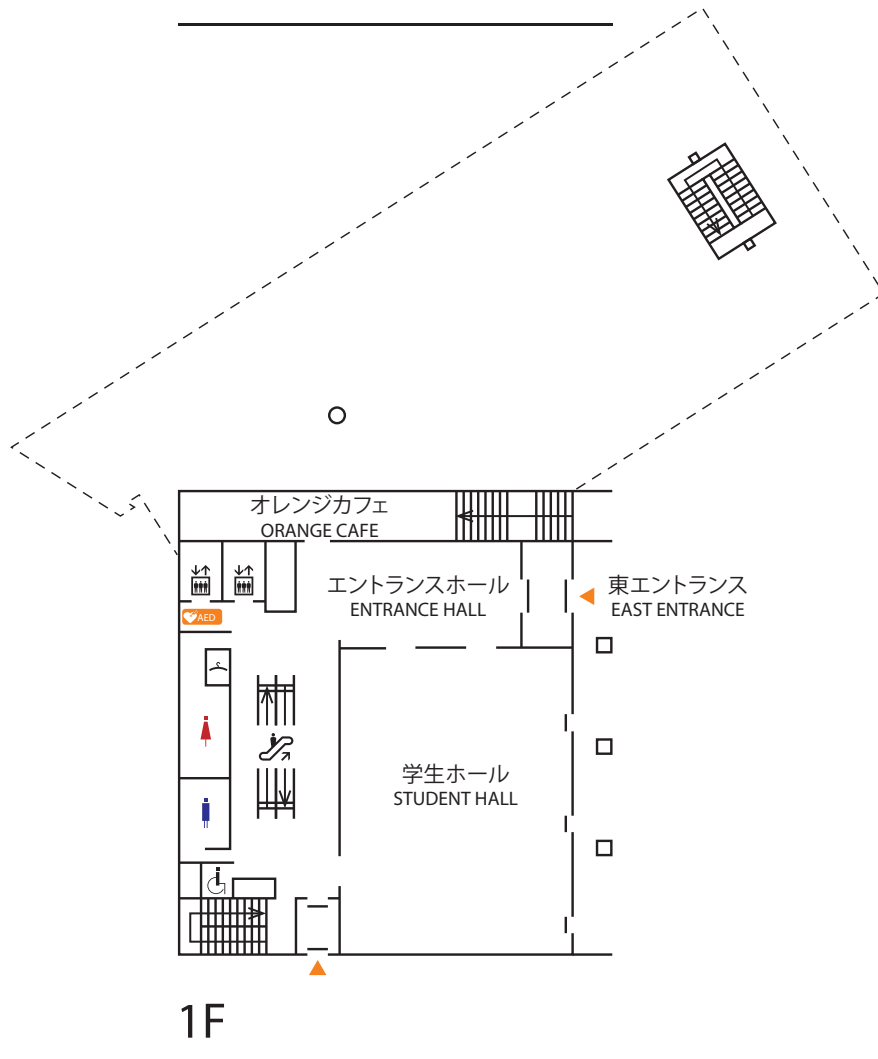 オレンジカフェ
ORANGE CAFE
エントランスホール
ENTRANCE HALL
東エントランス
EAST ENTRANCE
AED
学生ホール
STUDENT HALL
1F